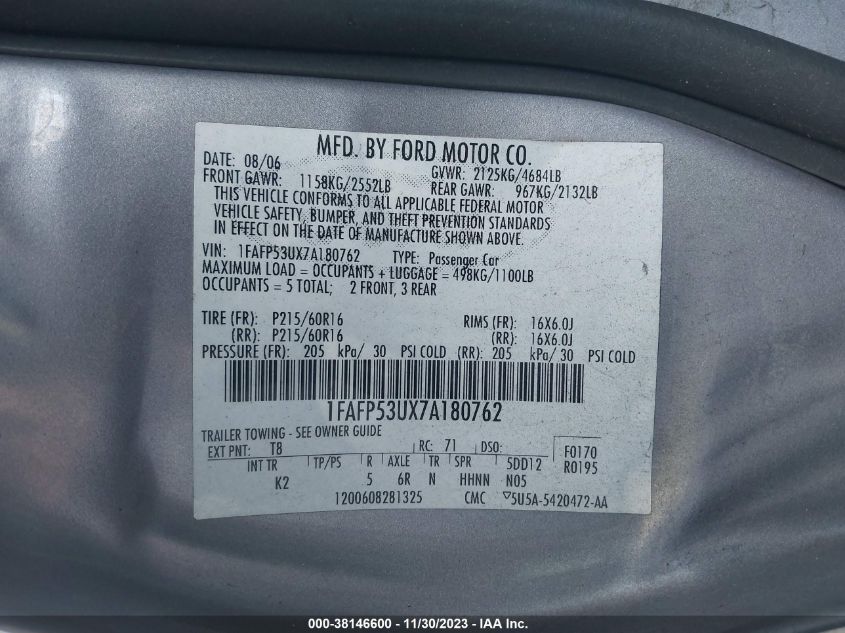 MFD. BY FORD MOTOR CO.
DATE: 08/06 GVWR: 2125KG/4684LB
FRONT GAWR: 1158KG/2552LB REAR GAWR: 967KG/2132LB
THIS VEHICLE CONFORMS TO ALL APPLICABLE FEDERAL MOTOR
VEHICLE SAFETY, BUMPER, AND THEFT PREVENTION STANDARDS
IN EFFECT ON THE DATE OF MANUFACTURE SHOWN ABOVE.
VIN: 1FAFP53UX7A180762 TYPE: Passenger Car
MAXIMUM LOAD = OCCUPANTS + LUGGAGE = 498KG/1100LB
OCCUPANTS = 5 TOTAL; 2 FRONT, 3 REAR
TIRE (FR): P215/60R16 RIMS (FR): 16X6.0J
(RR): P215/60R16 (RR): 16X6.0J
PRESSURE (FR): 205 kPa/ 30 PSI COLD (RR): 205 kPa/ 30 PSI COLD
1FAFP53UX7A180762
TRAILER TOWING - SEE OWNER GUIDE
EXT PNT: T8 RC: 71 DSO: F0170
INT TR TP/PS R AXLE TR SPR 5DD12 R0195
K2 5 6R N HHNN N05
1200608281325 CMC 5U5A-5420472-AA
000-38146600 - 11/30/2023 - IAA Inc.